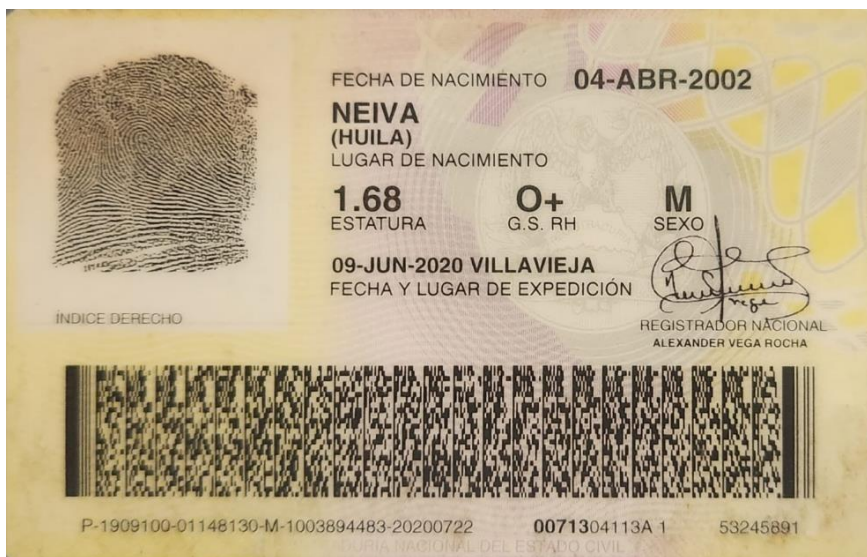 FECHA DE NACIMIENTO 04-ABR-2002
NEIVA
(HUILA)
LUGAR DE NACIMIENTO
1.68 O+ M
ESTATURA G.S. RH SEXO
09-JUN-2020 VILLAVIEJA
FECHA Y LUGAR DE EXPEDICIÓN
ÍNDICE DERECHO
REGISTRADOR NACIONAL
ALEXANDER VEGA ROCHA
P-1909100-01148130-M-1003894483-20200722 0071304113A 1 53245891
NACIONAL DEL ESTADO CIVIL